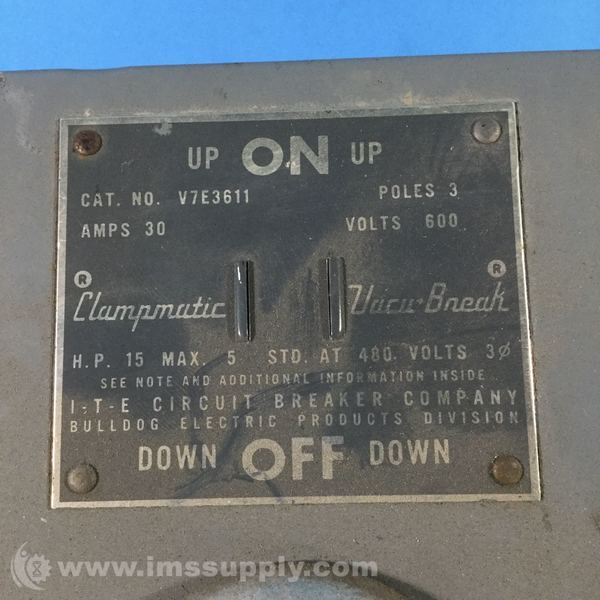 UP ON UP
CAT. NO. V7E3611 POLES 3
AMPS 30 VOLTS 600
® ®
Clampmatic Vacu-Break
H.P. 15 MAX. 5 STD. AT 480. VOLTS 3ø
SEE NOTE AND ADDITIONAL INFORMATION INSIDE
I-T-E CIRCUIT BREAKER COMPANY
BULLDOG ELECTRIC PRODUCTS DIVISION
DOWN OFF DOWN
www.imssupply.com